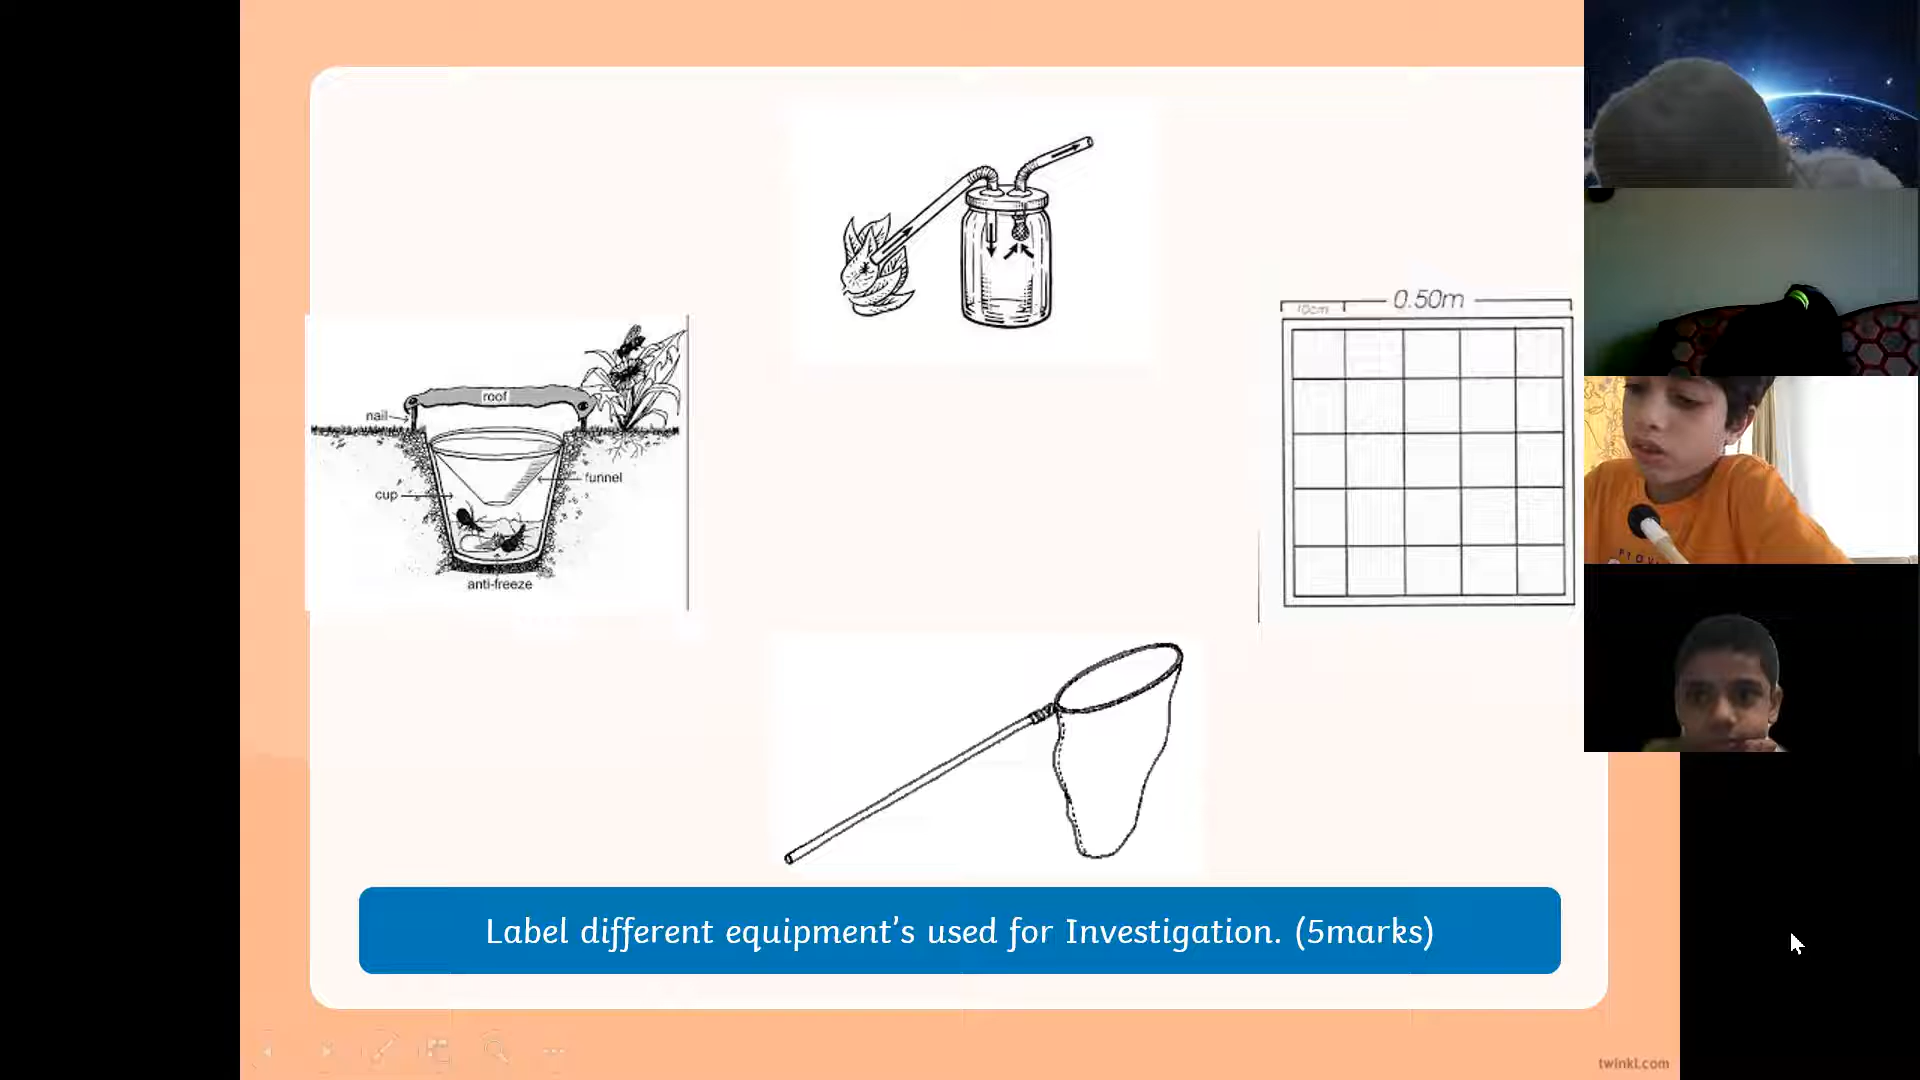 10cm
0.50m
roof
nail
funnel
cup
anti-freeze
Label different equipment's used for Investigation. (5marks)
twinkl.com